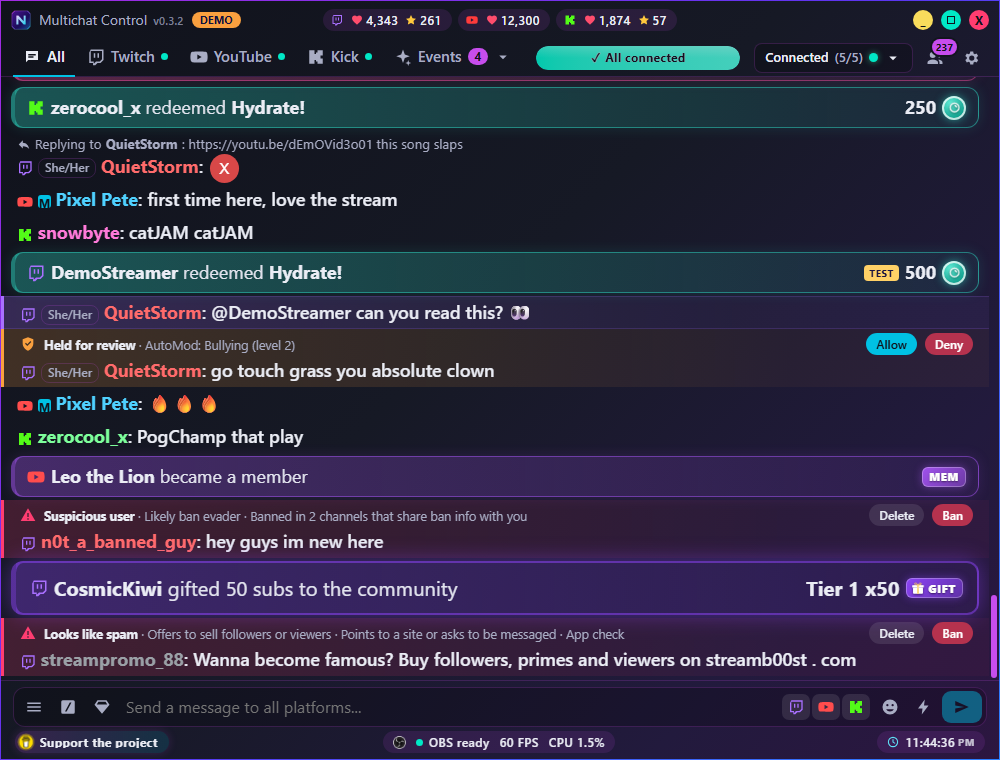 N Multichat Control v0.3.2 DEMO 4,343 261 12,300 1,874 57 X
All Twitch YouTube Kick Events 4 ✓ All connected Connected (5/5) 237
zerocool_x redeemed Hydrate! 250
Replying to QuietStorm : https://youtu.be/dEmOVid3o01 this song slaps
She/Her QuietStorm: X
M Pixel Pete: first time here, love the stream
snowbyte: catJAM catJAM
DemoStreamer redeemed Hydrate! TEST 500
She/Her QuietStorm: @DemoStreamer can you read this? 👀
Held for review · AutoMod: Bullying (level 2) Allow Deny
She/Her QuietStorm: go touch grass you absolute clown
M Pixel Pete: 🔥 🔥 🔥
zerocool_x: PogChamp that play
Leo the Lion became a member MEM
Suspicious user · Likely ban evader · Banned in 2 channels that share ban info with you Delete Ban
n0t_a_banned_guy: hey guys im new here
CosmicKiwi gifted 50 subs to the community Tier 1 x50 GIFT
Looks like spam · Offers to sell followers or viewers · Points to a site or asks to be messaged · App check Delete Ban
streampromo_88: Wanna become famous? Buy followers, primes and viewers on streamb00st . com
Send a message to all platforms...
Support the project OBS ready 60 FPS CPU 1.5% 11:44:36 PM